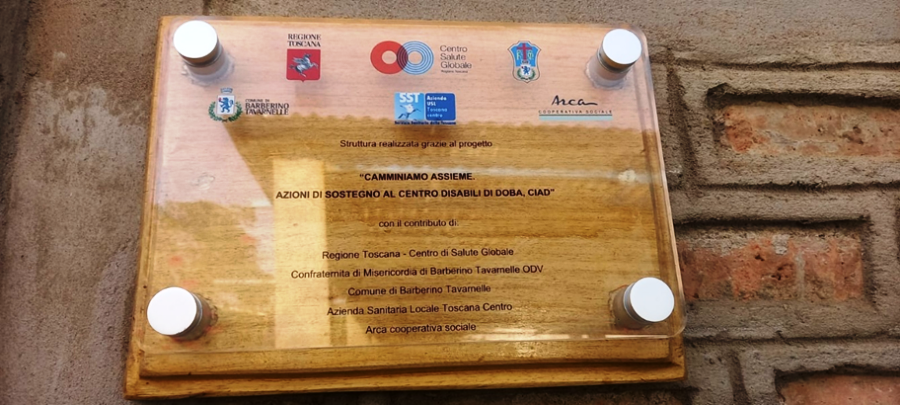 REGIONE
TOSCANA
Centro
Salute
Globale
Regione Toscana
COMUNE DI
BARBERINO
TAVARNELLE
SST
Azienda
USL
Toscana
centro
Arca
COOPERATIVA SOCIALE
Struttura realizzata grazie al progetto
"CAMMINIAMO ASSIEME.
AZIONI DI SOSTEGNO AL CENTRO DISABILI DI DOBA, CIAD"
con il contributo di:
Regione Toscana - Centro di Salute Globale
Confraternita di Misericordia di Barberino Tavarnelle ODV
Comune di Barberino Tavarnelle
Azienda Sanitaria Locale Toscana Centro
Arca cooperativa sociale